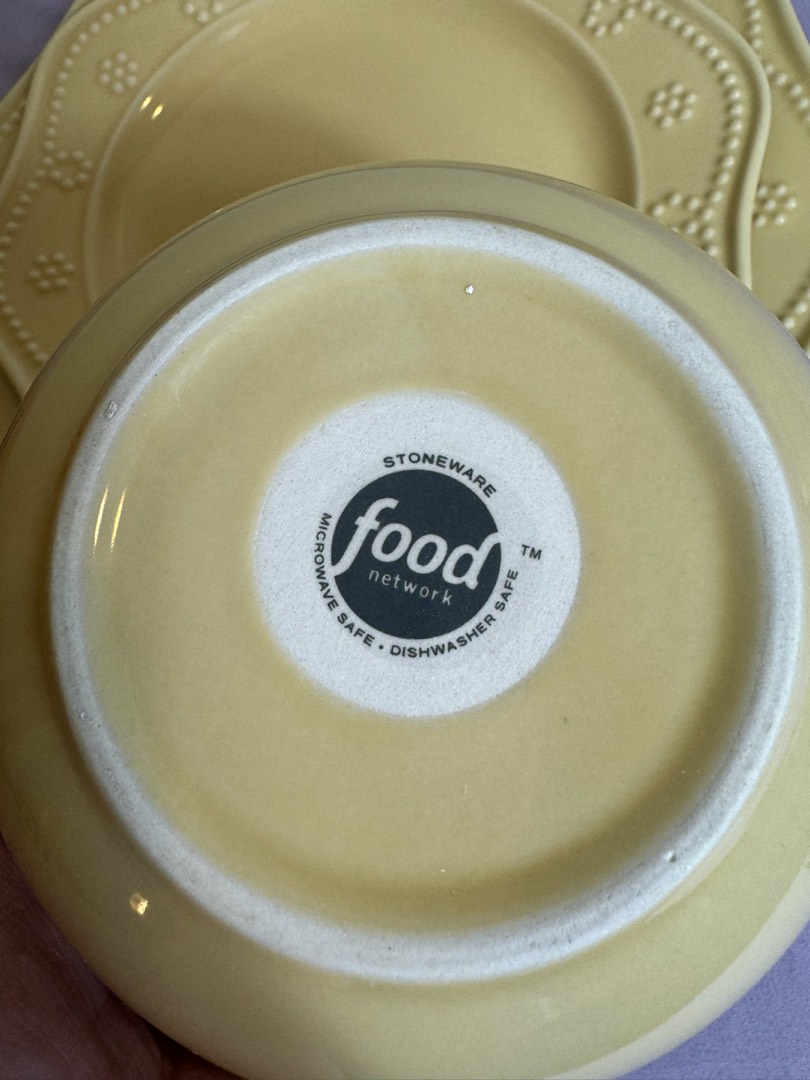 STONEWARE
food
network
TM
MICROWAVE SAFE • DISHWASHER SAFE